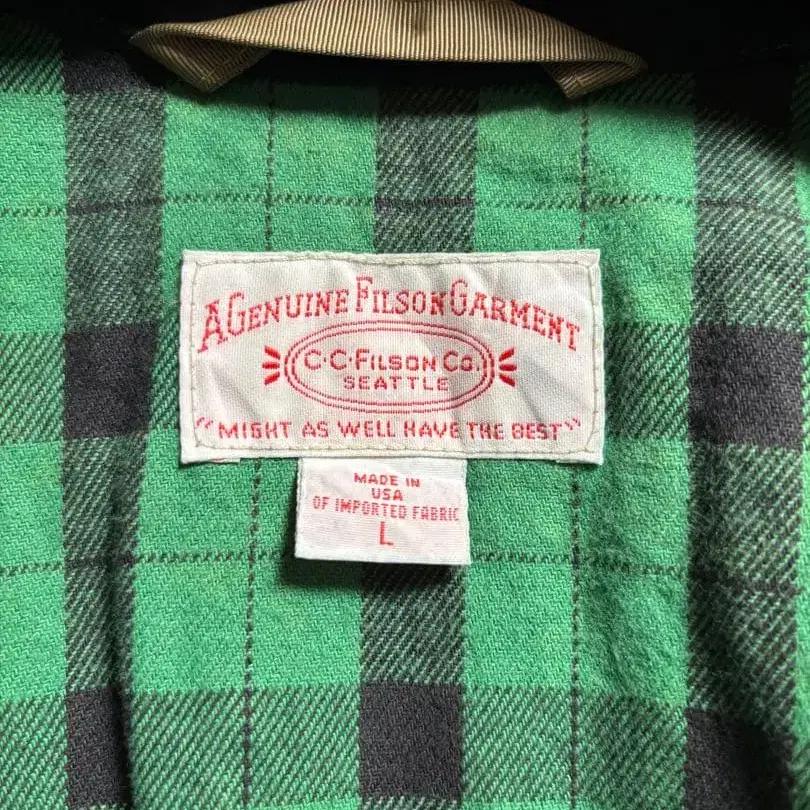 A GENUINE FILSON GARMENT
C·C·FILSON CO.
SEATTLE
"MIGHT AS WELL HAVE THE BEST"
MADE IN
USA
OF IMPORTED FABRIC
L